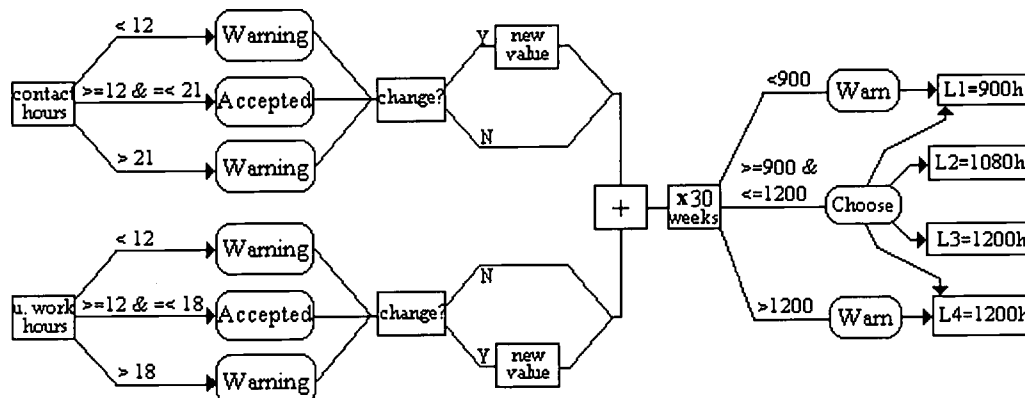 < 12
Warning
contact
hours
>=12 & =< 21
Accepted
> 21
Warning
change?
Y
new
value
N
< 12
Warning
u. work
hours
>=12 & =< 18
Accepted
> 18
Warning
change?
N
Y
new
value
+
x30
weeks
<900
Warn
L1=900h
>=900 &
<=1200
Choose
L2=1080h
L3=1200h
>1200
Warn
L4=1200h